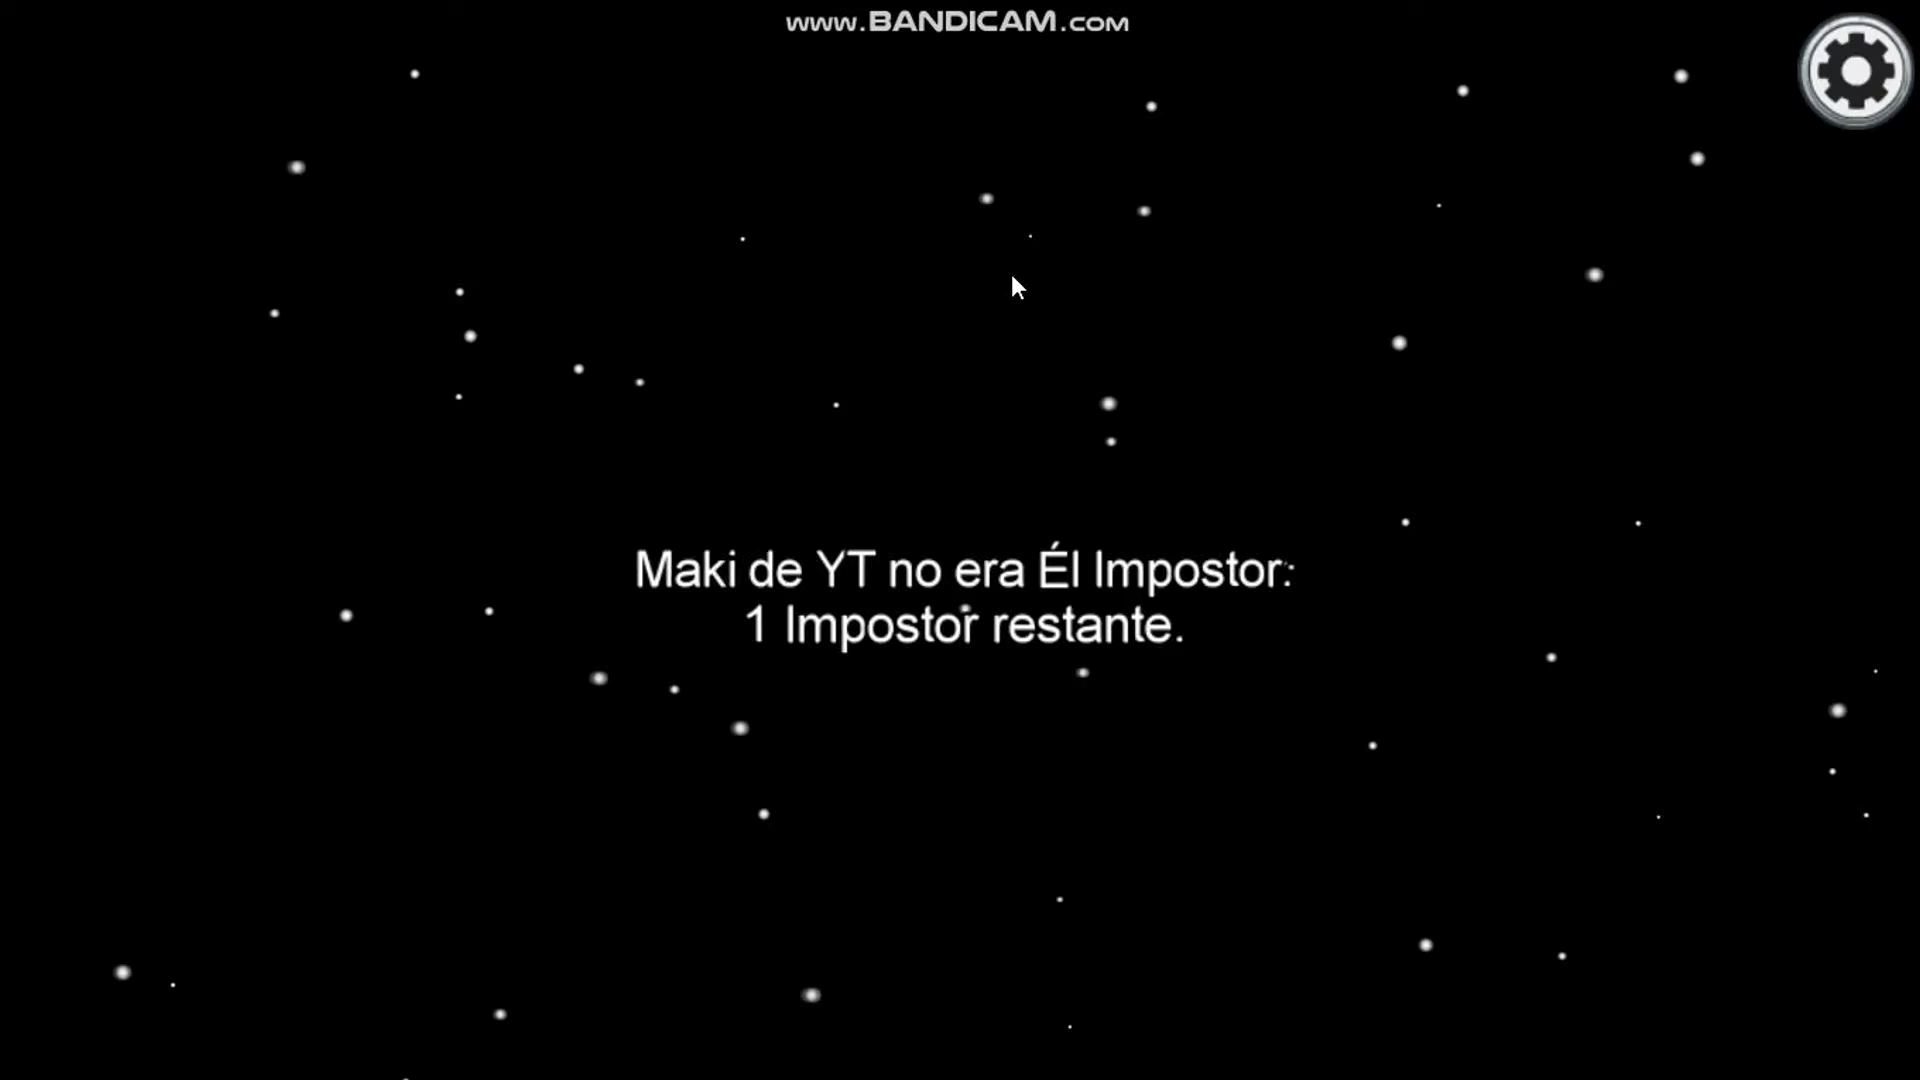 www.BANDICAM.com
Maki de YT no era Él Impostor.
1 Impostor restante.